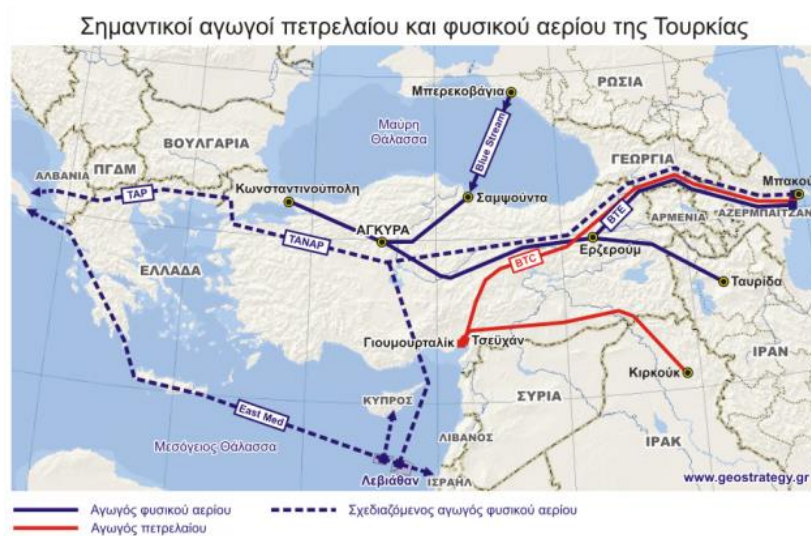 Σημαντικοί αγωγοί πετρελαίου και φυσικού αερίου της Τουρκίας
Μπερεκοβάγια
ΡΩΣΙΑ
Μαύρη
Θάλασσα
Blue Stream
ΒΟΥΛΓΑΡΙΑ
ΠΓΔΜ
ΑΛΒΑΝΙΑ
ΓΕΩΡΓΙΑ
Μπακού
TAP
Κωνσταντινούπολη
Σαμψούντα
ΑΡΜΕΝΙΑ
ΑΖΕΡΜΠΑΪΤΖΑΝ
BTE
ΑΓΚΥΡΑ
TANAP
Ερζερούμ
ΕΛΛΑΔΑ
BTC
Ταυρίδα
Γιουμουρταλίκ
Τσεϋχάν
ΙΡΑΝ
Κιρκούκ
ΚΥΠΡΟΣ
ΣΥΡΙΑ
East Med
ΛΙΒΑΝΟΣ
ΙΡΑΚ
Μεσόγειος Θάλασσα
Λεβιάθαν
ΙΣΡΑΗΛ
www.geostrategy.gr
Αγωγός φυσικού αερίου
Σχεδιαζόμενος αγωγός φυσικού αερίου
Αγωγός πετρελαίου